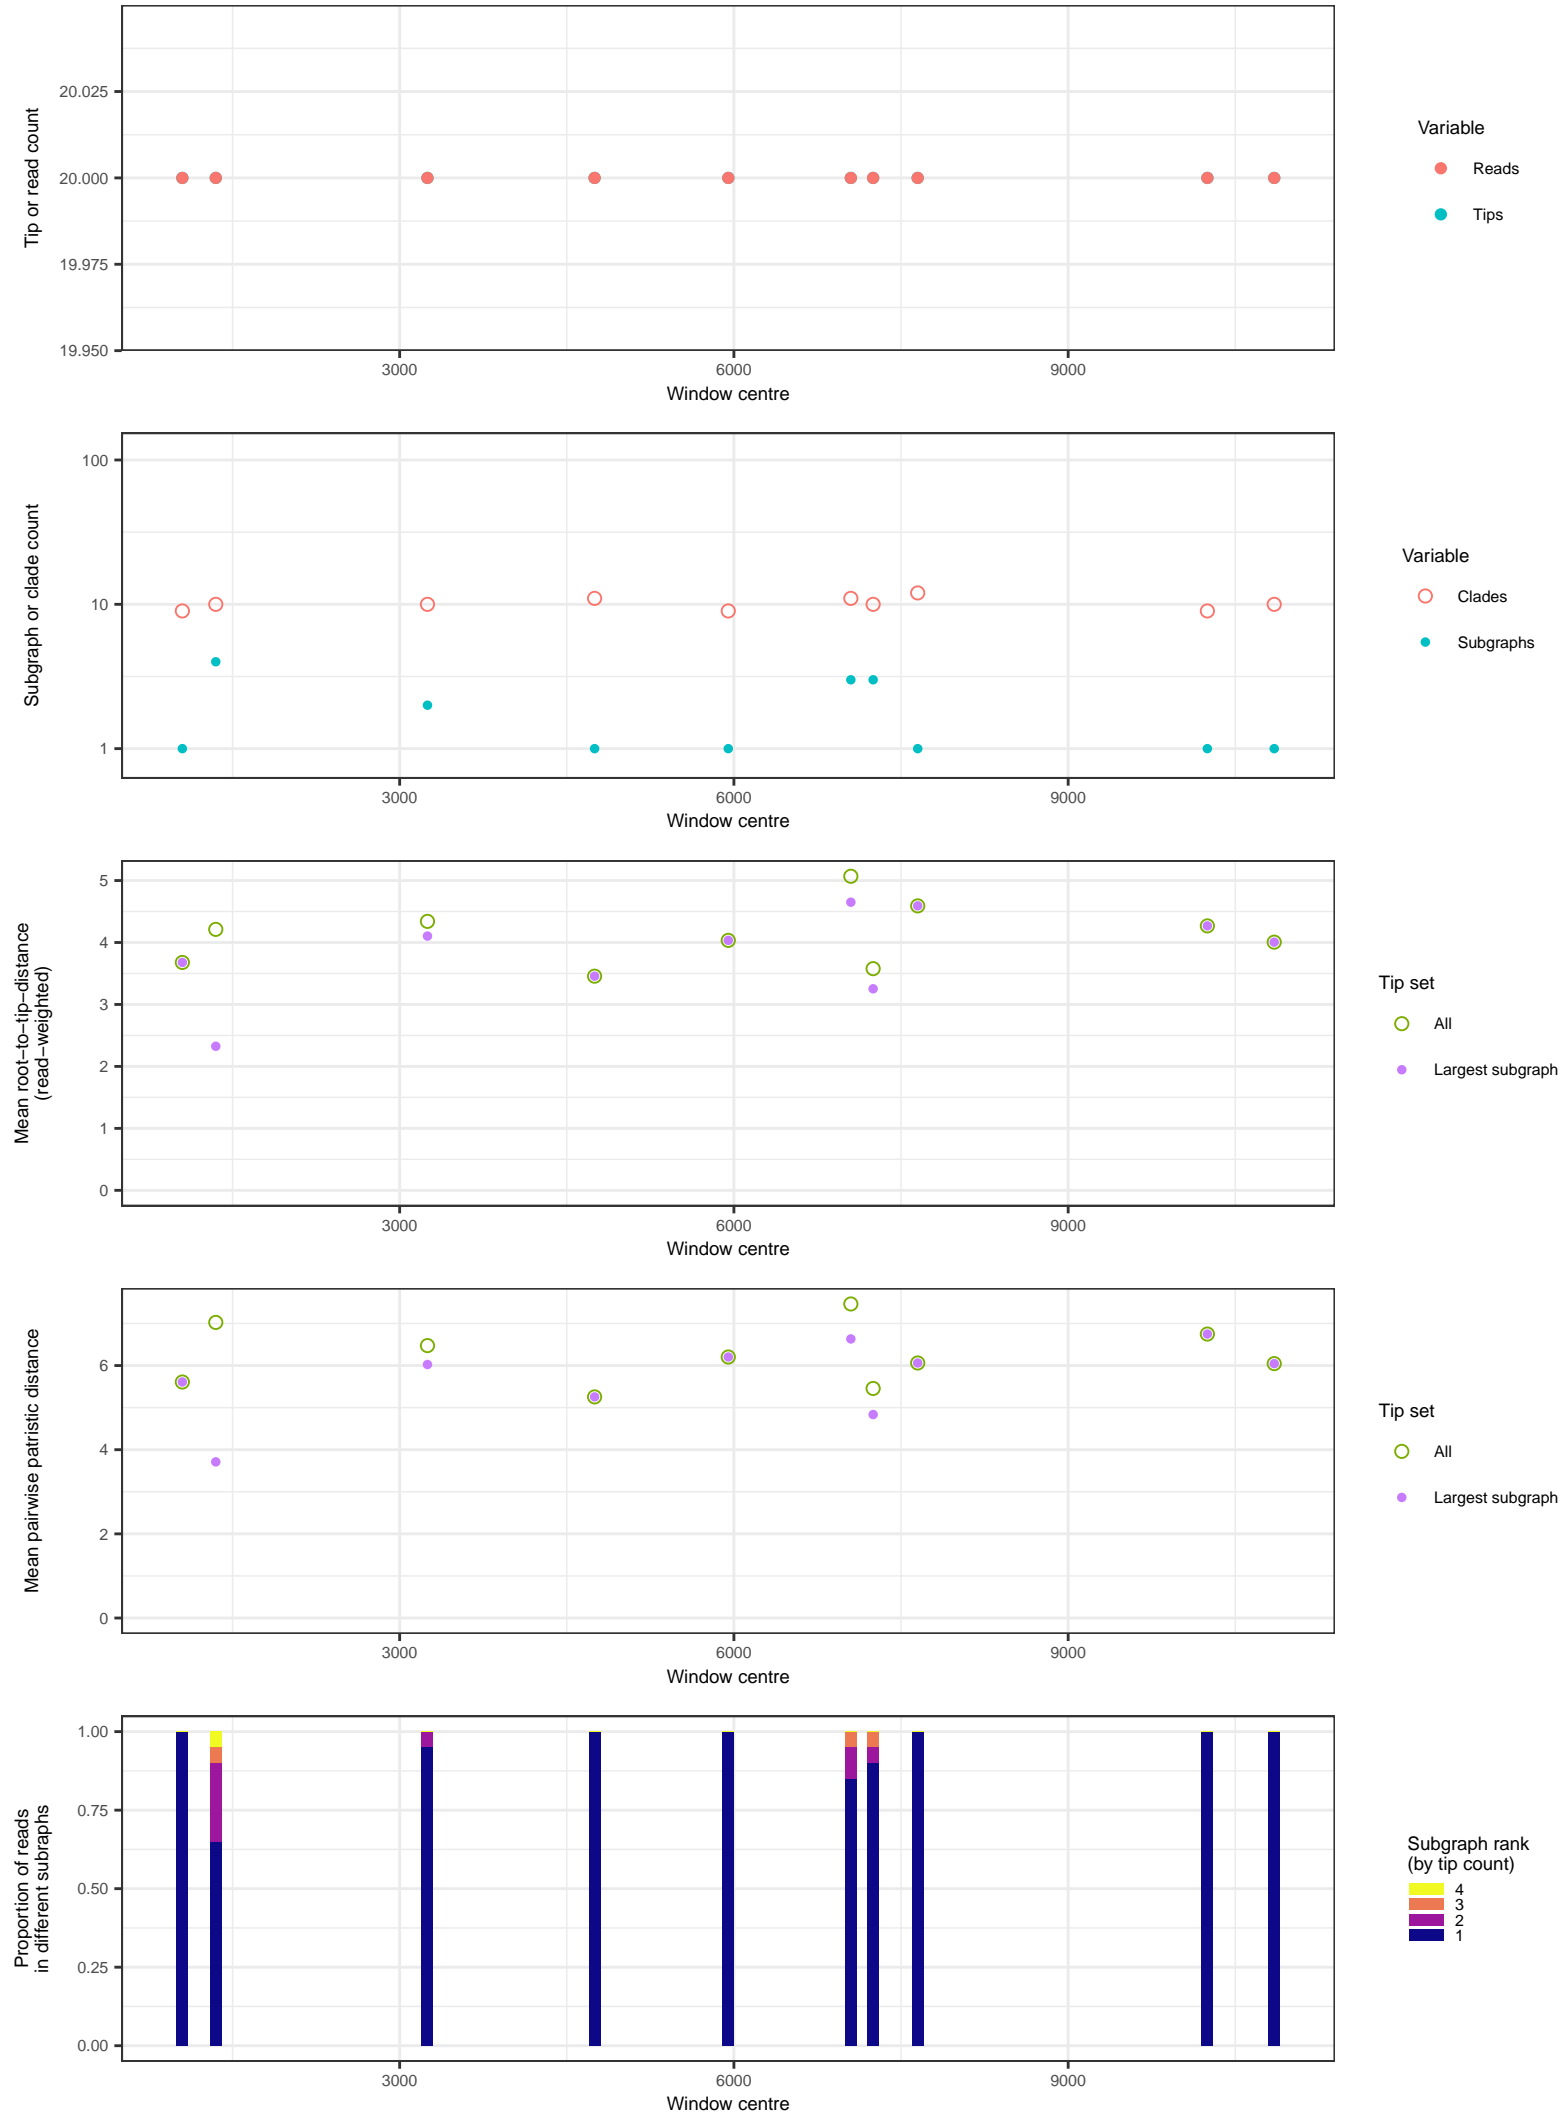 Tip or read count
20.025
20.000
19.975
19.950
3000
6000
9000
Window centre
Variable
Reads
Tips
Subgraph or clade count
100
10
1
3000
6000
9000
Window centre
Variable
Clades
Subgraphs
Mean root−to−tip−distance
(read−weighted)
5
4
3
2
1
0
3000
6000
9000
Window centre
Tip set
All
Largest subgraph
Mean pairwise patristic distance
6
4
2
0
3000
6000
9000
Window centre
Tip set
All
Largest subgraph
Proportion of reads
in different subraphs
1.00
0.75
0.50
0.25
0.00
3000
6000
9000
Window centre
Subgraph rank
(by tip count)
4
3
2
1